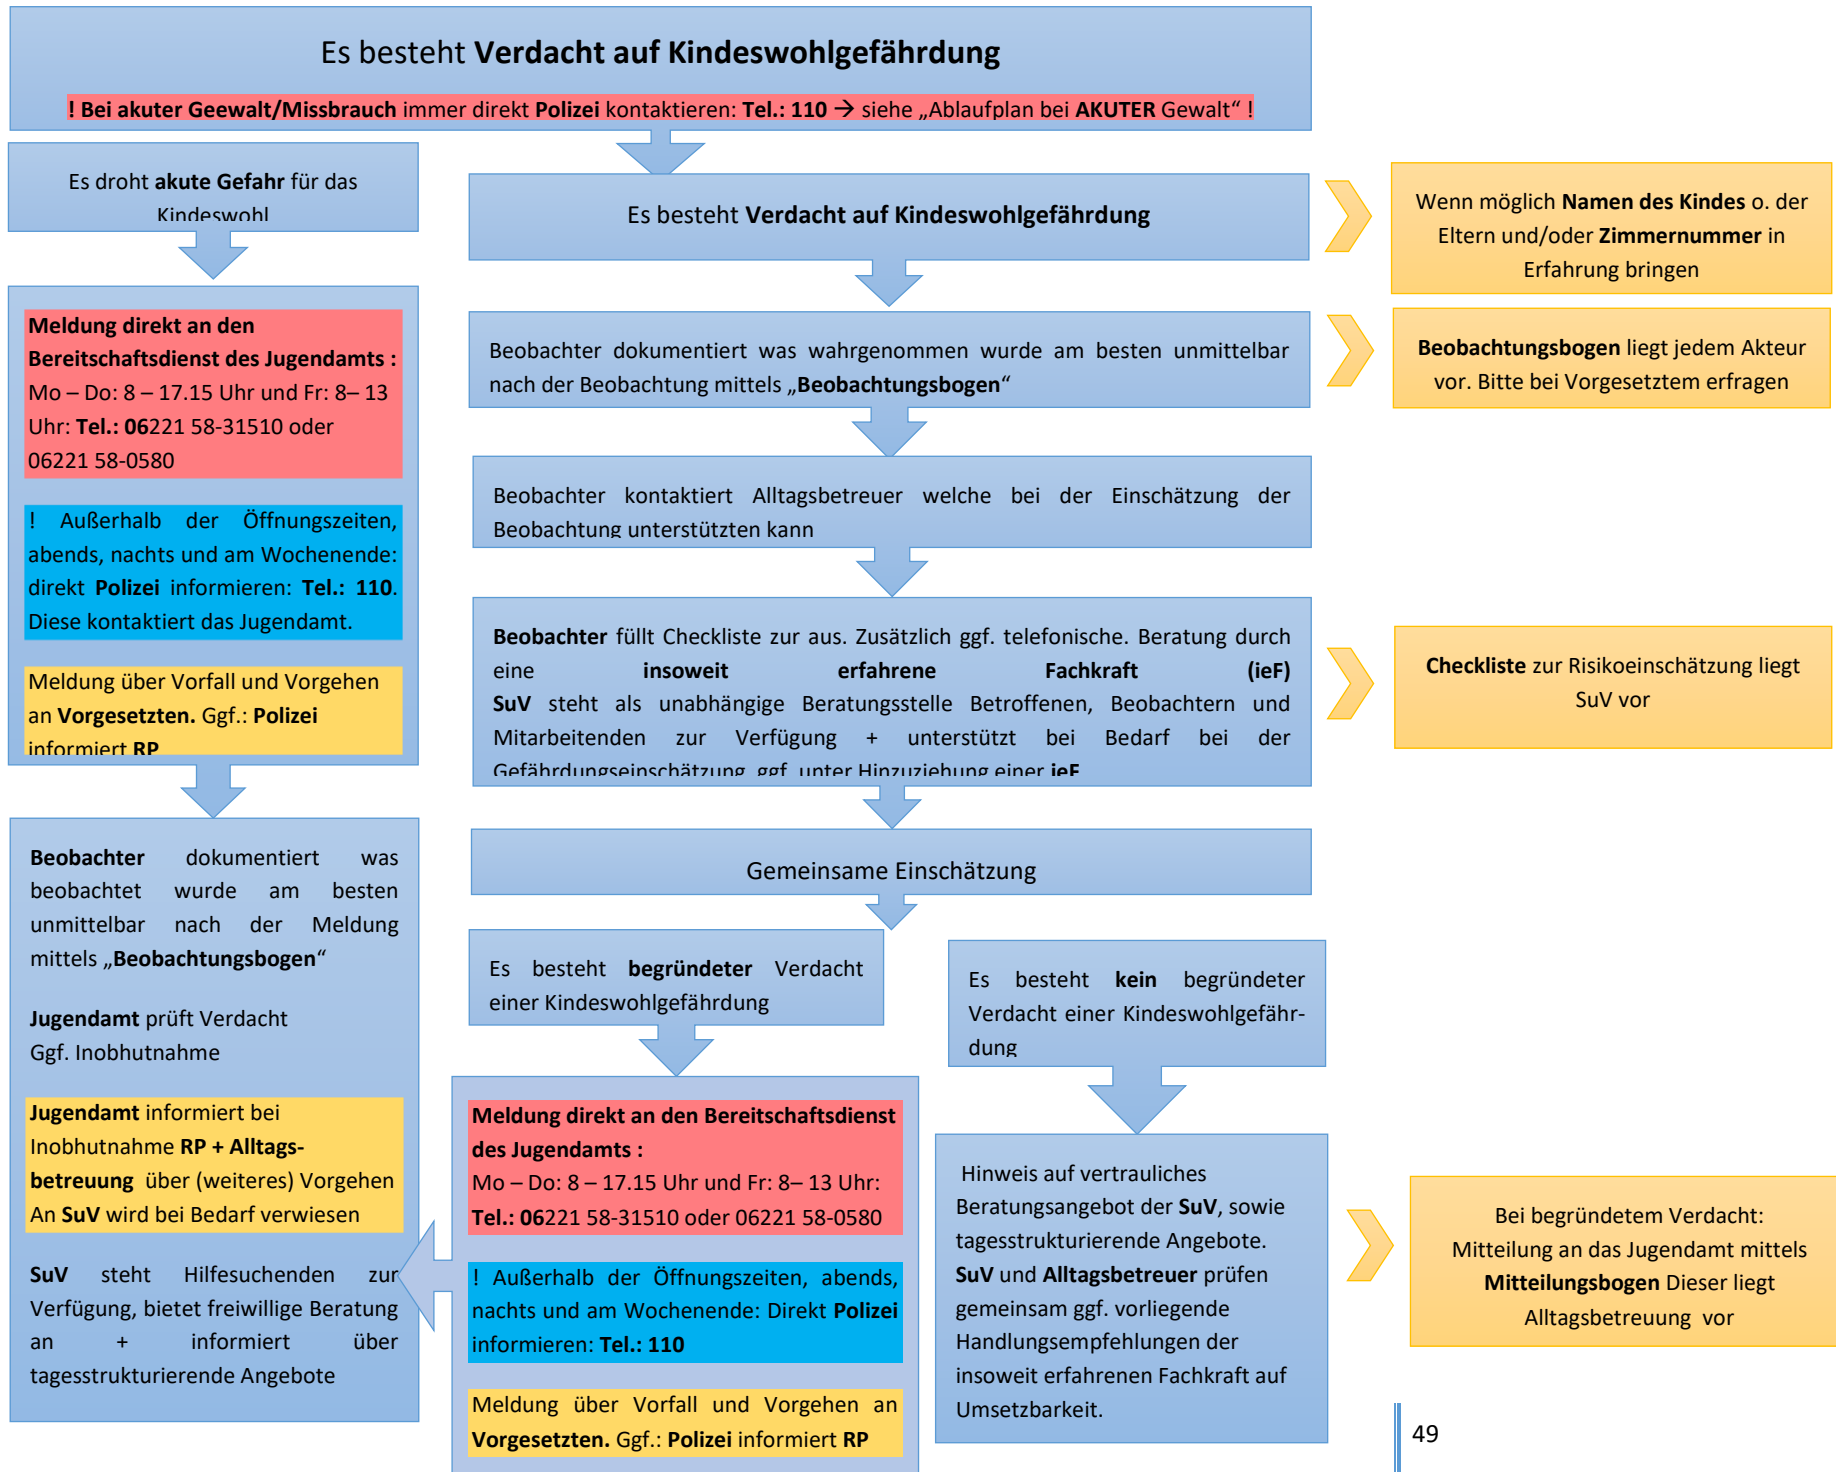 Es besteht Verdacht auf Kindeswohlgefährdung
! Bei akuter Geewalt/Missbrauch immer direkt Polizei kontaktieren: Tel.: 110 → siehe „Ablaufplan bei AKUTER Gewalt“ !
Es droht akute Gefahr für das
Kindeswohl
Meldung direkt an den
Bereitschaftsdienst des Jugendamts :
Mo – Do: 8 – 17.15 Uhr und Fr: 8– 13
Uhr: Tel.: 06221 58-31510 oder
06221 58-0580
! Außerhalb der Öffnungszeiten,
abends, nachts und am Wochenende:
direkt Polizei informieren: Tel.: 110.
Diese kontaktiert das Jugendamt.
Meldung über Vorfall und Vorgehen
an Vorgesetzten. Ggf.: Polizei
informiert RP
Beobachter dokumentiert was
beobachtet wurde am besten
unmittelbar nach der Meldung
mittels „Beobachtungsbogen“
Jugendamt prüft Verdacht
Ggf. Inobhutnahme
Jugendamt informiert bei
Inobhutnahme RP + Alltags-
betreuung über (weiteres) Vorgehen
An SuV wird bei Bedarf verwiesen
SuV steht Hilfesuchenden zur
Verfügung, bietet freiwillige Beratung
an + informiert über
tagesstrukturierende Angebote
Es besteht Verdacht auf Kindeswohlgefährdung
Wenn möglich Namen des Kindes o. der
Eltern und/oder Zimmernummer in
Erfahrung bringen
Beobachter dokumentiert was wahrgenommen wurde am besten unmittelbar
nach der Beobachtung mittels „Beobachtungsbogen“
Beobachtungsbogen liegt jedem Akteur
vor. Bitte bei Vorgesetztem erfragen
Beobachter kontaktiert Alltagsbetreuer welche bei der Einschätzung der
Beobachtung unterstützten kann
Beobachter füllt Checkliste zur aus. Zusätzlich ggf. telefonische. Beratung durch
eine insoweit erfahrene Fachkraft (ieF)
SuV steht als unabhängige Beratungsstelle Betroffenen, Beobachtern und
Mitarbeitenden zur Verfügung + unterstützt bei Bedarf bei der
Gefährdungseinschätzung, ggf. unter Hinzuziehung einer ieF
Checkliste zur Risikoeinschätzung liegt
SuV vor
Gemeinsame Einschätzung
Es besteht begründeter Verdacht
einer Kindeswohlgefährdung
Meldung direkt an den Bereitschaftsdienst
des Jugendamts :
Mo – Do: 8 – 17.15 Uhr und Fr: 8– 13 Uhr:
Tel.: 06221 58-31510 oder 06221 58-0580
! Außerhalb der Öffnungszeiten, abends,
nachts und am Wochenende: Direkt Polizei
informieren: Tel.: 110
Meldung über Vorfall und Vorgehen an
Vorgesetzten. Ggf.: Polizei informiert RP
Es besteht kein begründeter
Verdacht einer Kindeswohlgefähr-
dung
Hinweis auf vertrauliches
Beratungsangebot der SuV, sowie
tagesstrukturierende Angebote.
SuV und Alltagsbetreuer prüfen
gemeinsam ggf. vorliegende
Handlungsempfehlungen der
insoweit erfahrenen Fachkraft auf
Umsetzbarkeit.
Bei begründetem Verdacht:
Mitteilung an das Jugendamt mittels
Mitteilungsbogen Dieser liegt
Alltagsbetreuung vor
49